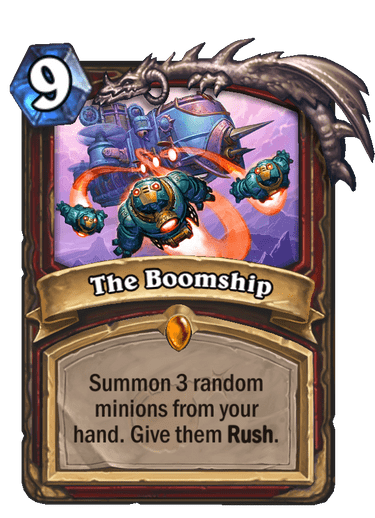 9
The Boomship
Summon 3 random
minions from your
hand. Give them Rush.